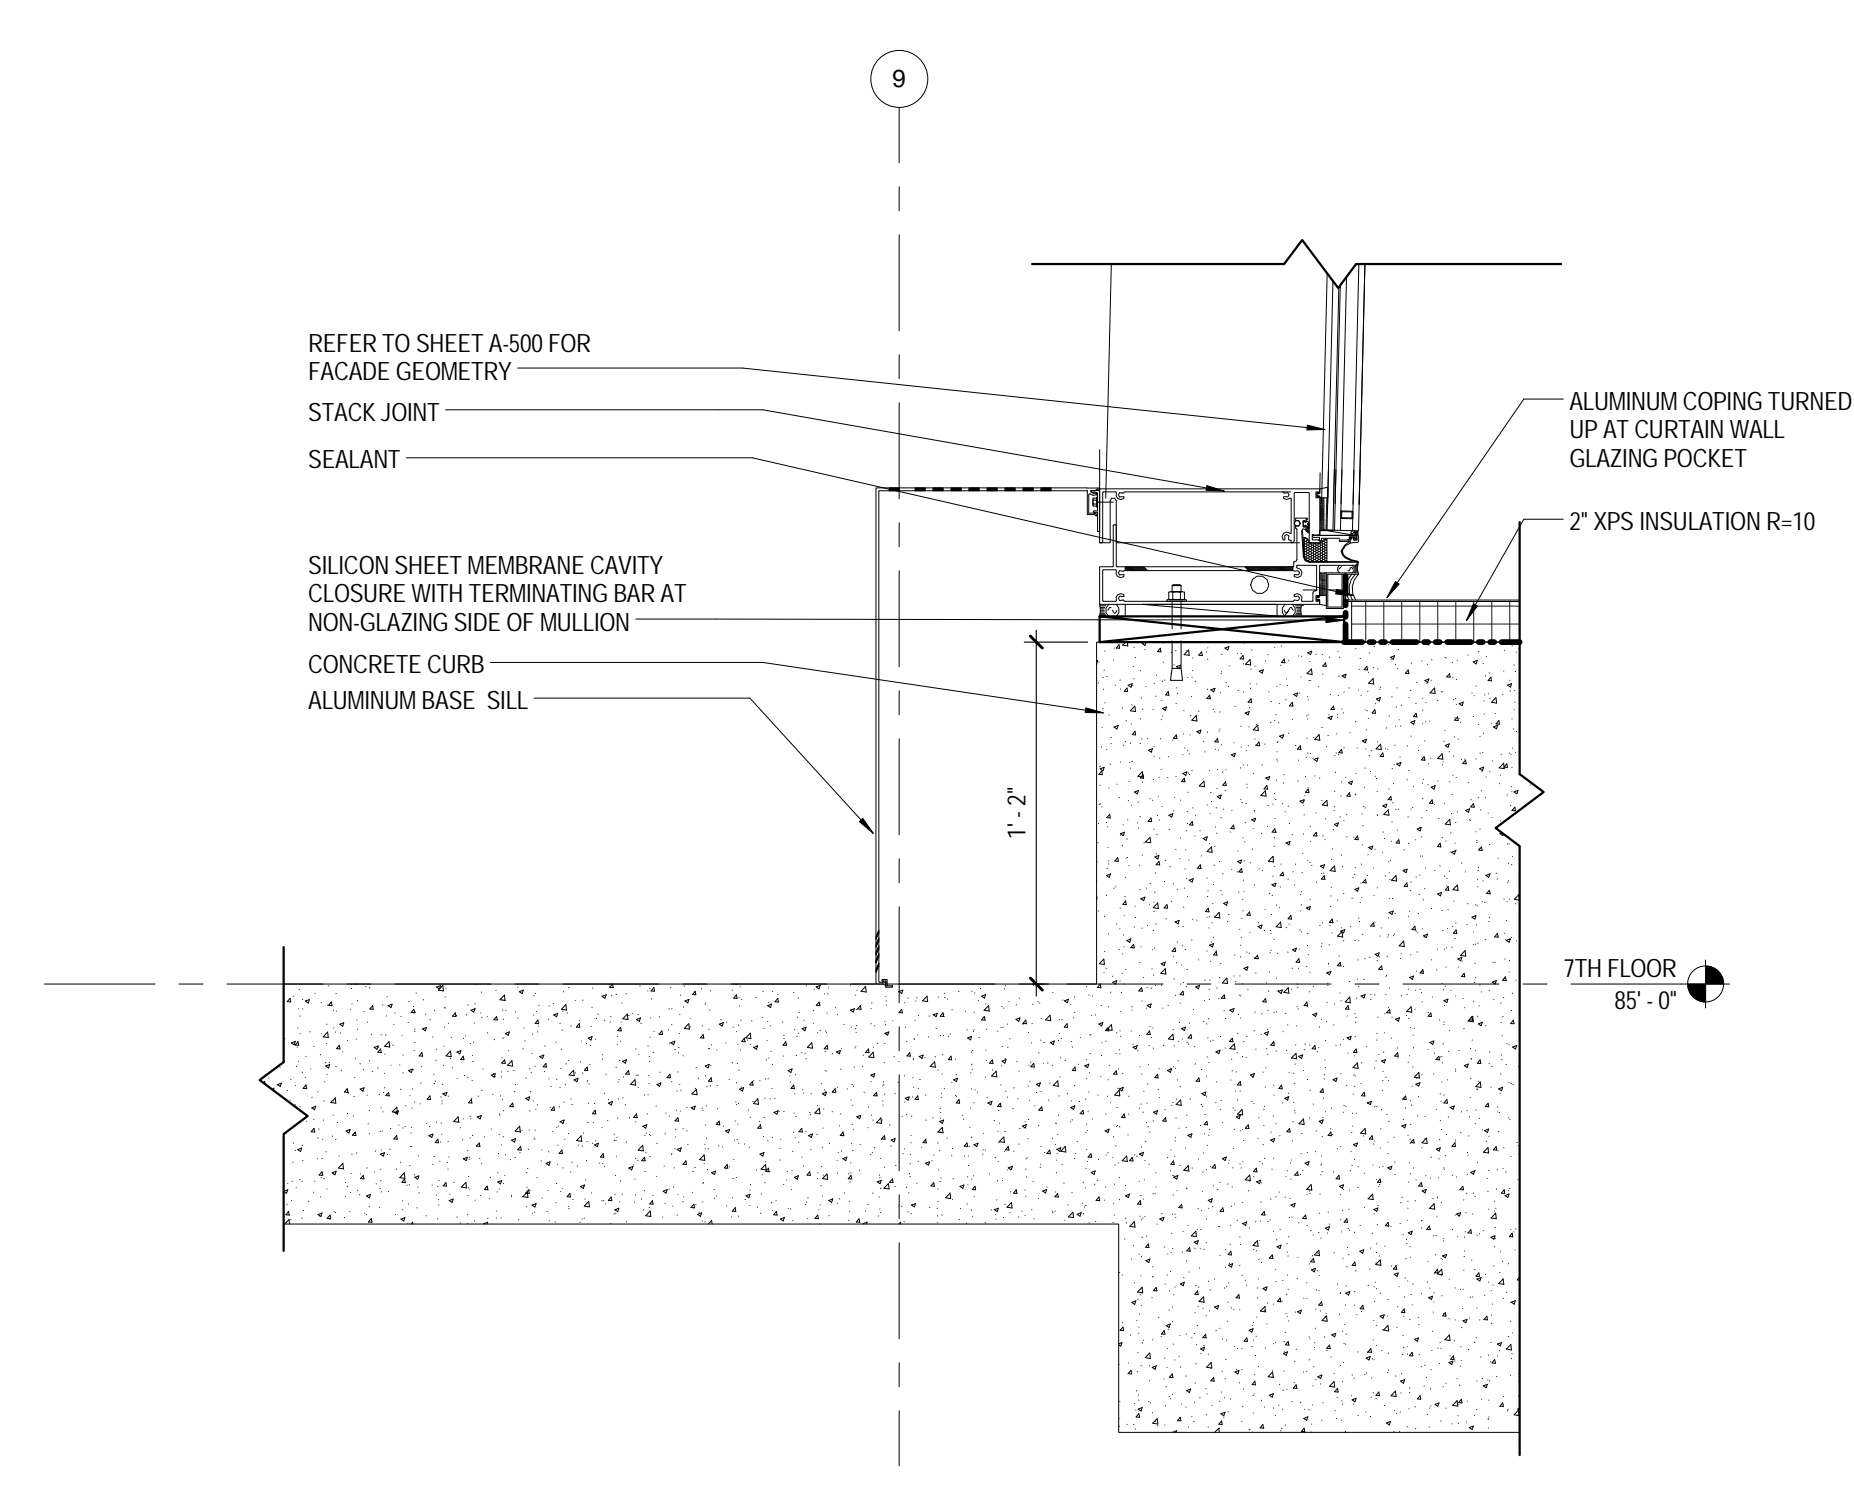 9
REFER TO SHEET A-500 FOR
FACADE GEOMETRY
STACK JOINT
SEALANT
SILICON SHEET MEMBRANE CAVITY
CLOSURE WITH TERMINATING BAR AT
NON-GLAZING SIDE OF MULLION
CONCRETE CURB
ALUMINUM BASE SILL
ALUMINUM COPING TURNED
UP AT CURTAIN WALL
GLAZING POCKET
2" XPS INSULATION R=10
1' - 2"
7TH FLOOR
85' - 0"